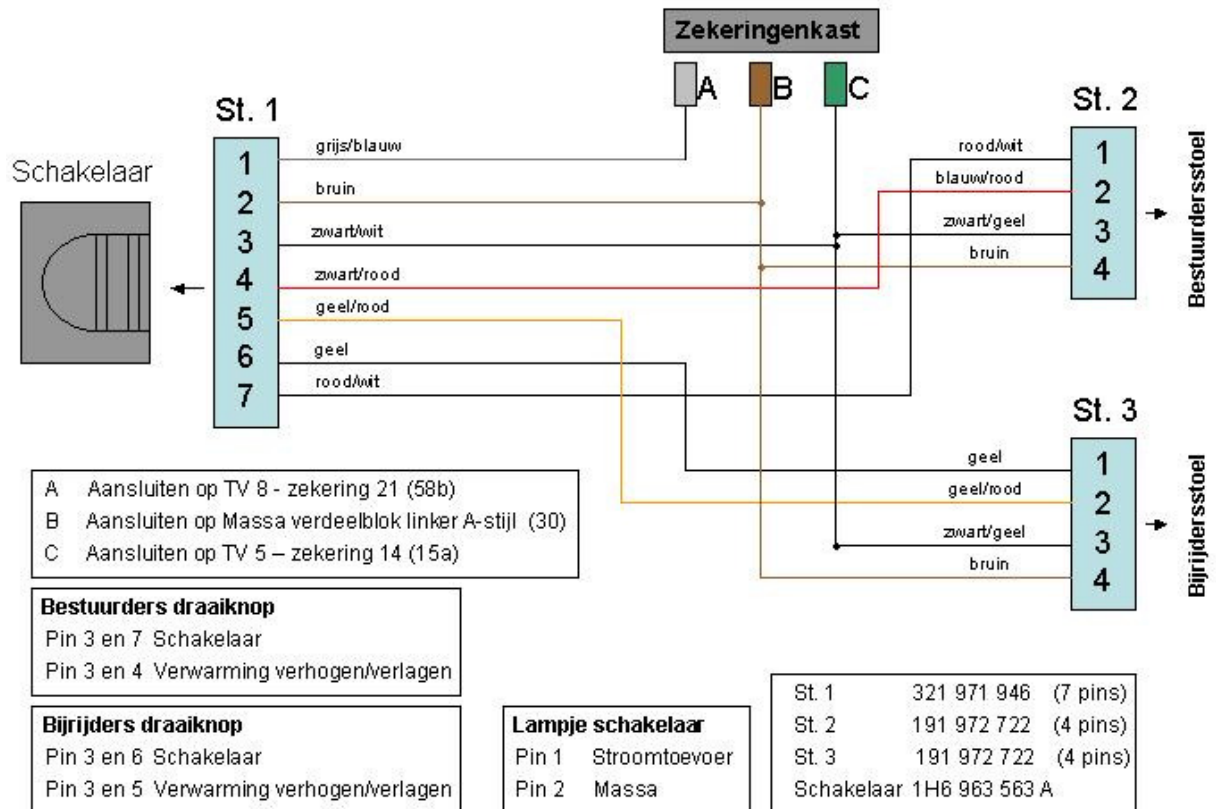 Zekeringenkast
A
B
C
St. 1
1
2
3
4
5
6
7
grijs/blauw
bruin
zwart/wit
zwart/rood
geel/rood
geel
rood/wit
Schakelaar
St. 2
1
2
3
4
rood/wit
blauw/rood
zwart/geel
bruin
Bestuurdersstoel
St. 3
1
2
3
4
geel
geel/rood
zwart/geel
bruin
Bijrijdersstoel
A Aansluiten op TV 8 - zekering 21 (58b)
B Aansluiten op Massa verdeelblok linker A-stijl (30)
C Aansluiten op TV 5 – zekering 14 (15a)
Bestuurders draaiknop
Pin 3 en 7 Schakelaar
Pin 3 en 4 Verwarming verhogen/verlagen
Bijrijders draaiknop
Pin 3 en 6 Schakelaar
Pin 3 en 5 Verwarming verhogen/verlagen
Lampje schakelaar
Pin 1 Stroomtoevoer
Pin 2 Massa
St. 1 321 971 946 (7 pins)
St. 2 191 972 722 (4 pins)
St. 3 191 972 722 (4 pins)
Schakelaar 1H6 963 563 A